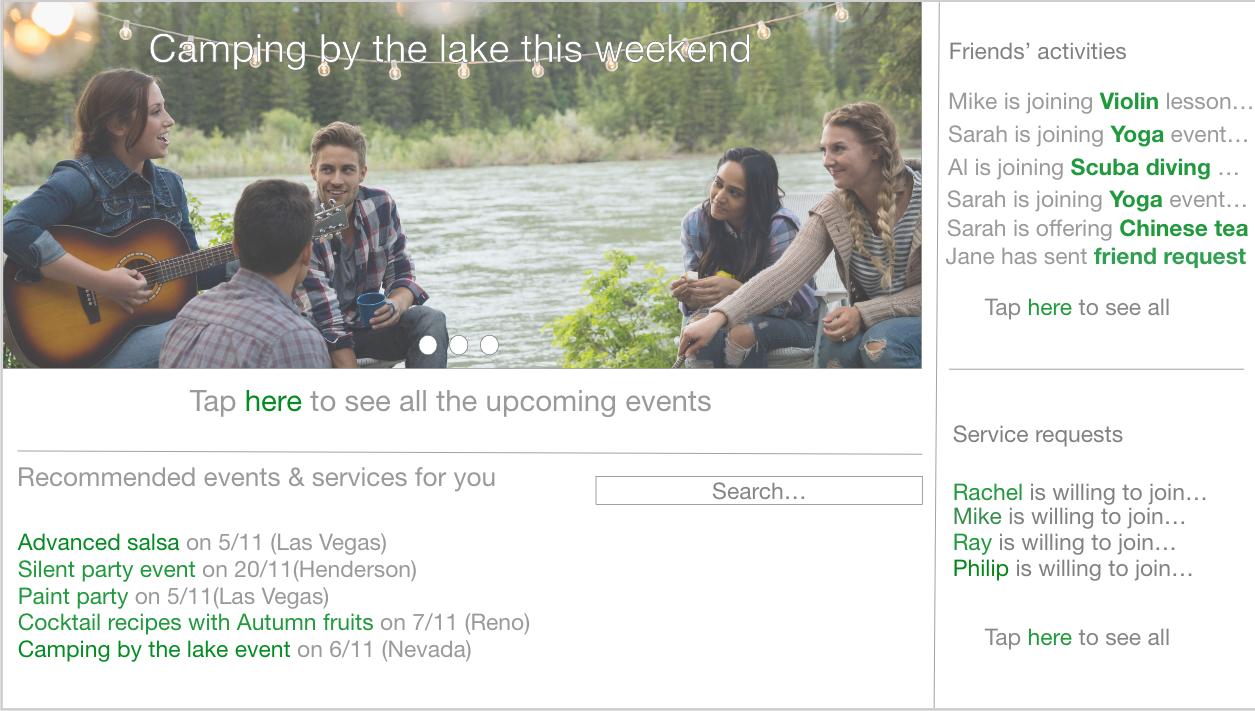 Camping by the lake this weekend
Tap here to see all the upcoming events
Recommended events & services for you
Search…
Advanced salsa on 5/11 (Las Vegas)
Silent party event on 20/11(Henderson)
Paint party on 5/11(Las Vegas)
Cocktail recipes with Autumn fruits on 7/11 (Reno)
Camping by the lake event on 6/11 (Nevada)
Friends’ activities
Mike is joining Violin lesson…
Sarah is joining Yoga event…
Al is joining Scuba diving …
Sarah is joining Yoga event…
Sarah is offering Chinese tea
Jane has sent friend request
Tap here to see all
Service requests
Rachel is willing to join…
Mike is willing to join…
Ray is willing to join…
Philip is willing to join…
Tap here to see all